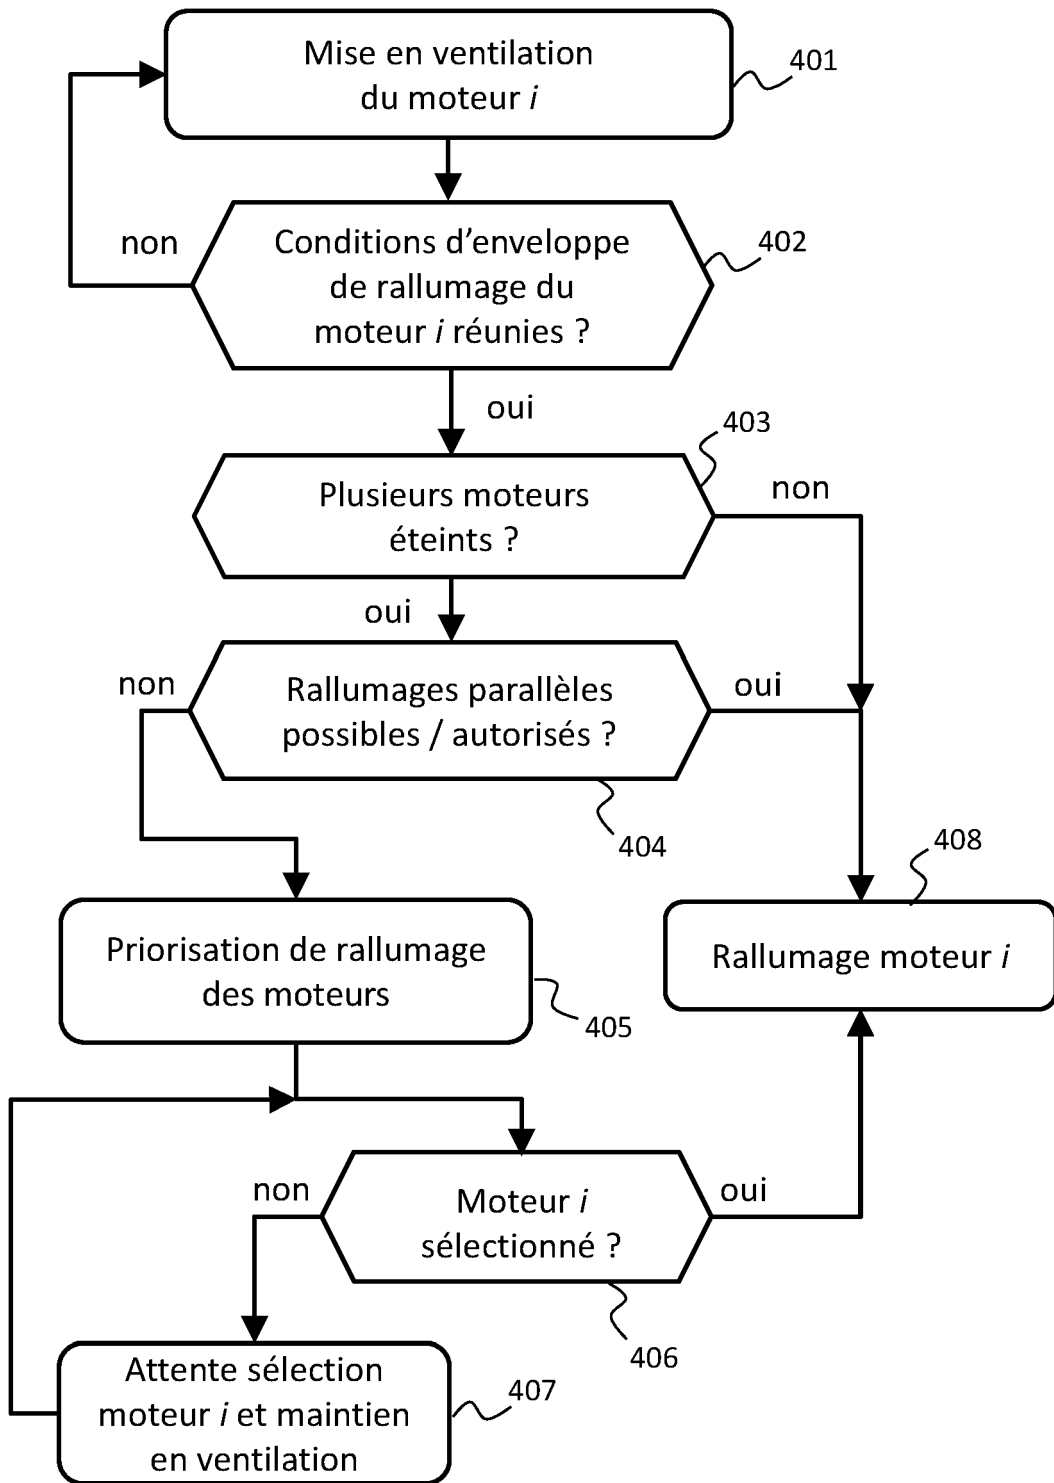 Mise en ventilation
du moteur i
401
Conditions d'enveloppe
de rallumage du
moteur i réunies ?
402
non
oui
403
Plusieurs moteurs
éteints ?
non
oui
Rallumages parallèles
possibles / autorisés ?
non
oui
404
408
Priorisation de rallumage
des moteurs
405
Rallumage moteur i
Moteur i
sélectionné ?
non
oui
406
Attente sélection
moteur i et maintien
en ventilation
407